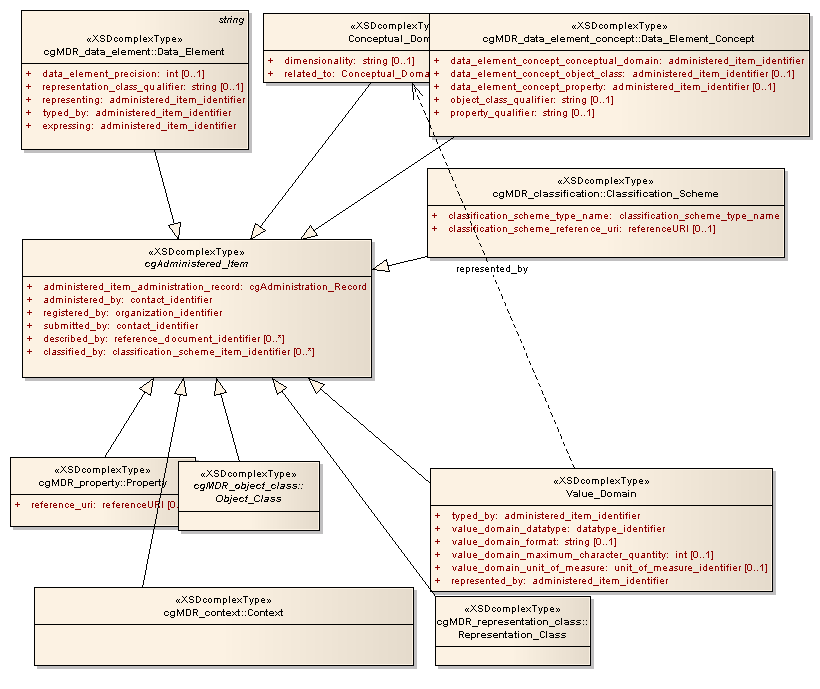 string
«XSDcomplexType»
cgMDR_data_element::Data_Element
+ data_element_precision: int [0..1]
+ representation_class_qualifier: string [0..1]
+ representing: administered_item_identifier
+ typed_by: administered_item_identifier
+ expressing: administered_item_identifier
«XSDcomplexType
Conceptual_Dom
+ dimensionality: string [0..1]
+ related_to: Conceptual_Doma
«XSDcomplexType»
cgMDR_data_element_concept::Data_Element_Concept
+ data_element_concept_conceptual_domain: administered_item_identifier
+ data_element_concept_object_class: administered_item_identifier [0..1]
+ data_element_concept_property: administered_item_identifier [0..1]
+ object_class_qualifier: string [0..1]
+ property_qualifier: string [0..1]
«XSDcomplexType»
cgMDR_classification::Classification_Scheme
+ classification_scheme_type_name: classification_scheme_type_name
+ classification_scheme_reference_uri: referenceURI [0..1]
«XSDcomplexType»
cgAdministered_Item
+ administered_item_administration_record: cgAdministration_Record
+ administered_by: contact_identifier
+ registered_by: organization_identifier
+ submitted_by: contact_identifier
+ described_by: reference_document_identifier [0..*]
+ classified_by: classification_scheme_item_identifier [0..*]
represented_by
«XSDcomplexType»
cgMDR_property::Property
+ reference_uri: referenceURI [0.
«XSDcomplexType»
cgMDR_object_class::
Object_Class
«XSDcomplexType»
Value_Domain
+ typed_by: administered_item_identifier
+ value_domain_datatype: datatype_identifier
+ value_domain_format: string [0..1]
+ value_domain_maximum_character_quantity: int [0..1]
+ value_domain_unit_of_measure: unit_of_measure_identifier [0..1]
+ represented_by: administered_item_identifier
«XSDcomplexType»
cgMDR_context::Context
«XSDcomplexType»
cgMDR_representation_class::
Representation_Class